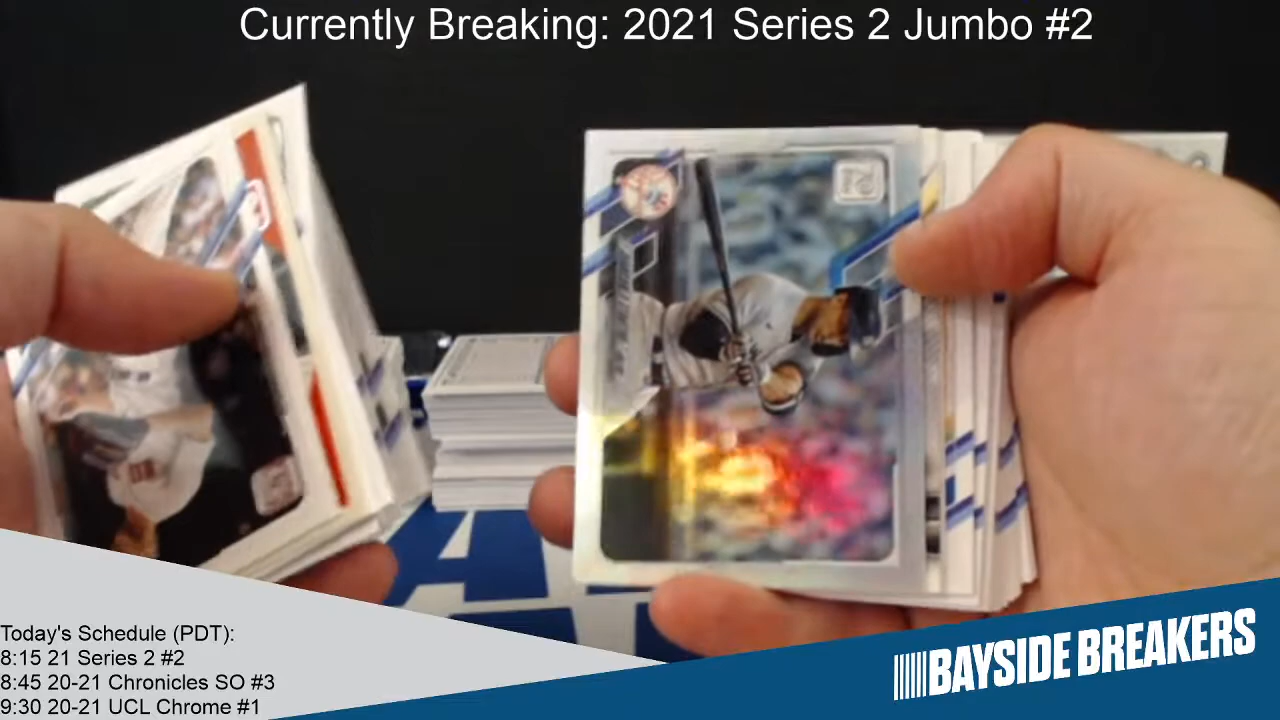 Currently Breaking: 2021 Series 2 Jumbo #2
Today's Schedule (PDT):
8:15 21 Series 2 #2
8:45 20-21 Chronicles SO #3
9:30 20-21 UCL Chrome #1
BAYSIDE BREAKERS